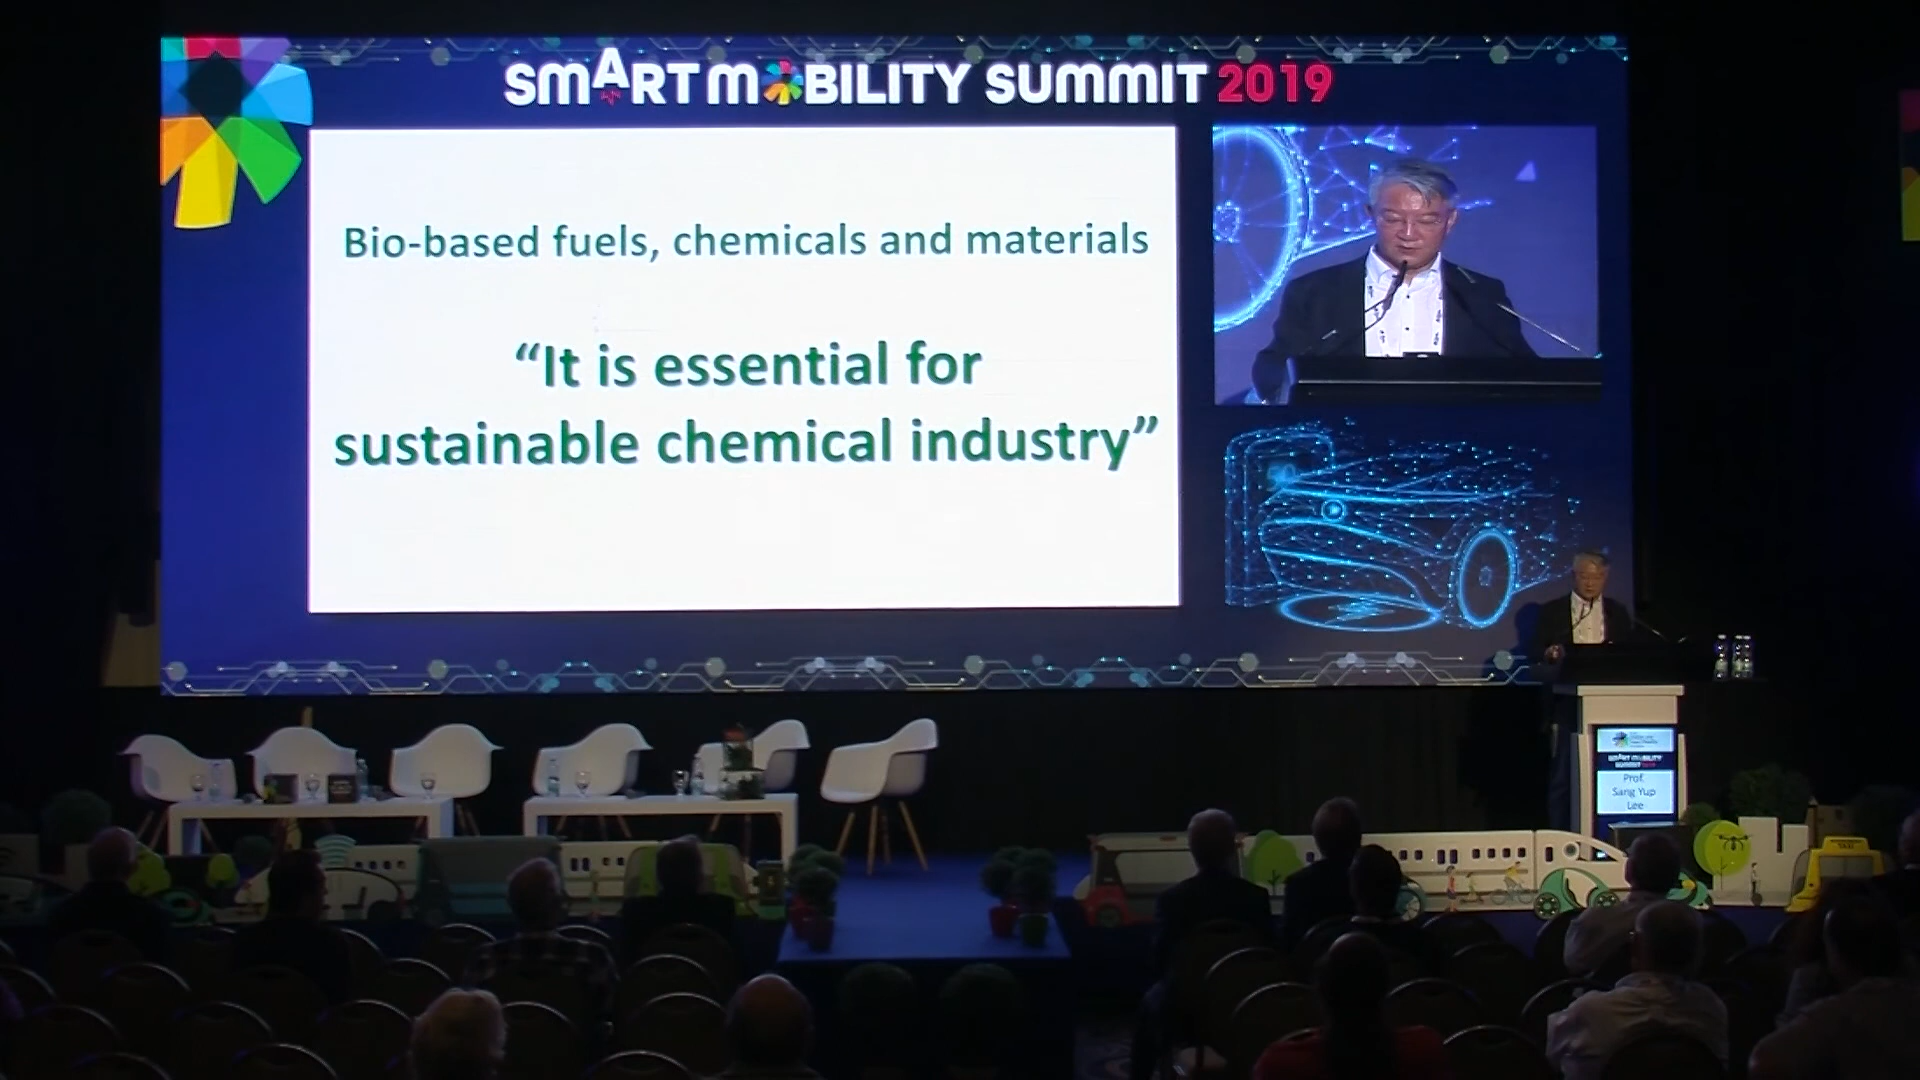 SMART MOBILITY SUMMIT 2019
Bio-based fuels, chemicals and materials
“It is essential for
sustainable chemical industry”
SMART MOBILITY
SUMMIT 2019
Prof.
Sang Yup
Lee
TAXI